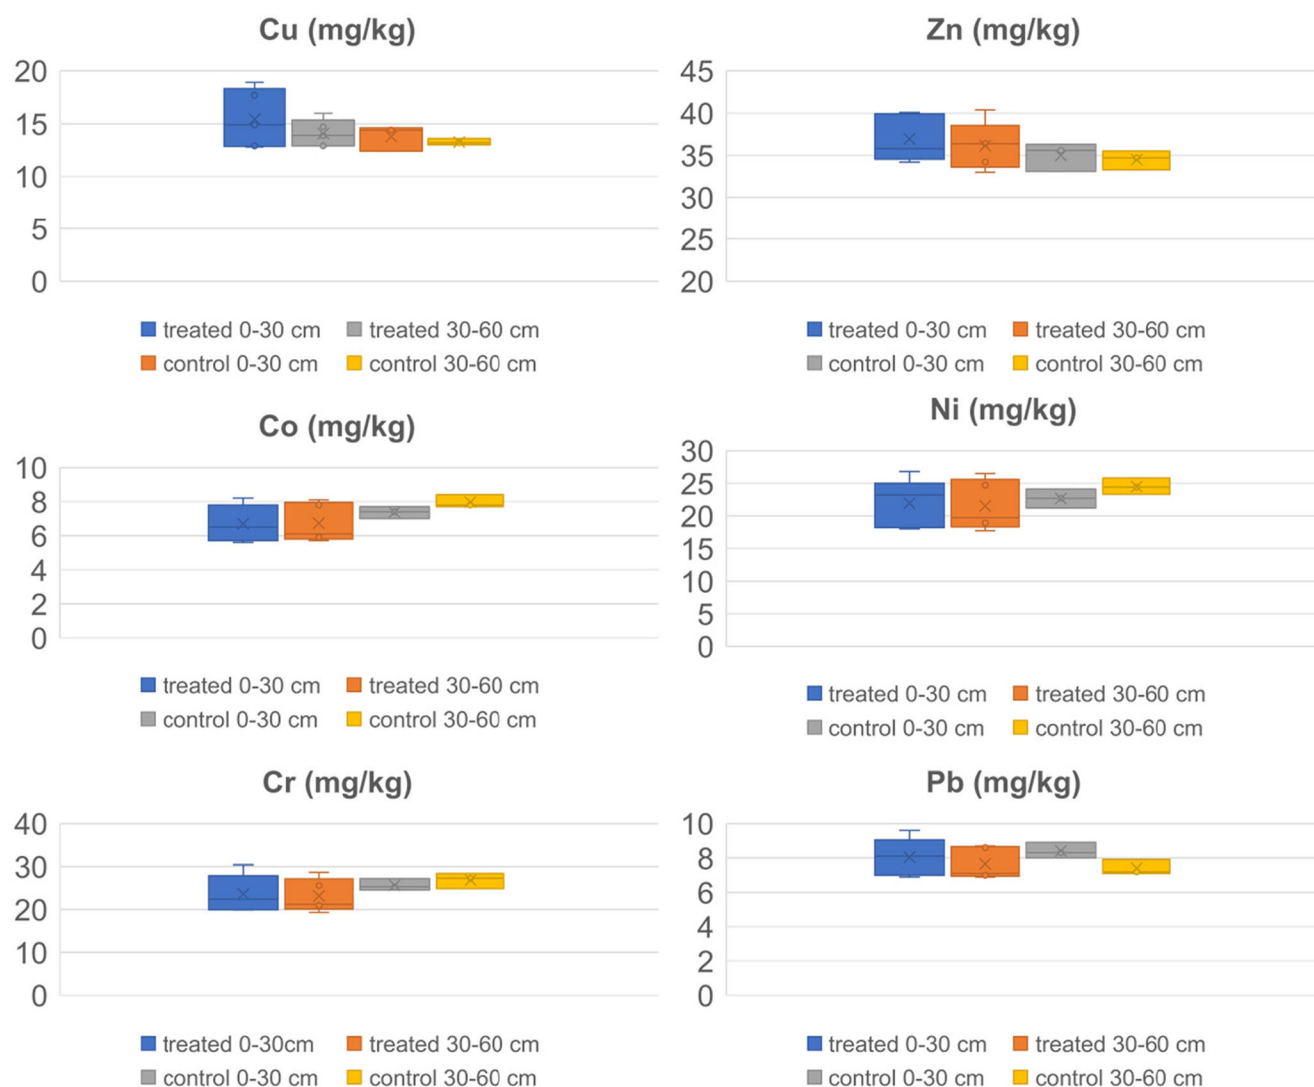 Cu (mg/kg)
20
15
10
5
0
treated 0-30 cm treated 30-60 cm
control 0-30 cm control 30-60 cm
Zn (mg/kg)
45
40
35
30
25
20
treated 0-30 cm treated 30-60 cm
control 0-30 cm control 30-60 cm
Co (mg/kg)
10
8
6
4
2
0
treated 0-30 cm treated 30-60 cm
control 0-30 cm control 30-60 cm
Ni (mg/kg)
30
25
20
15
10
5
0
treated 0-30 cm treated 30-60 cm
control 0-30 cm control 30-60 cm
Cr (mg/kg)
40
30
20
10
0
treated 0-30cm treated 30-60 cm
control 0-30 cm control 30-60 cm
Pb (mg/kg)
10
8
6
4
2
0
treated 0-30 cm treated 30-60 cm
control 0-30 cm control 30-60 cm